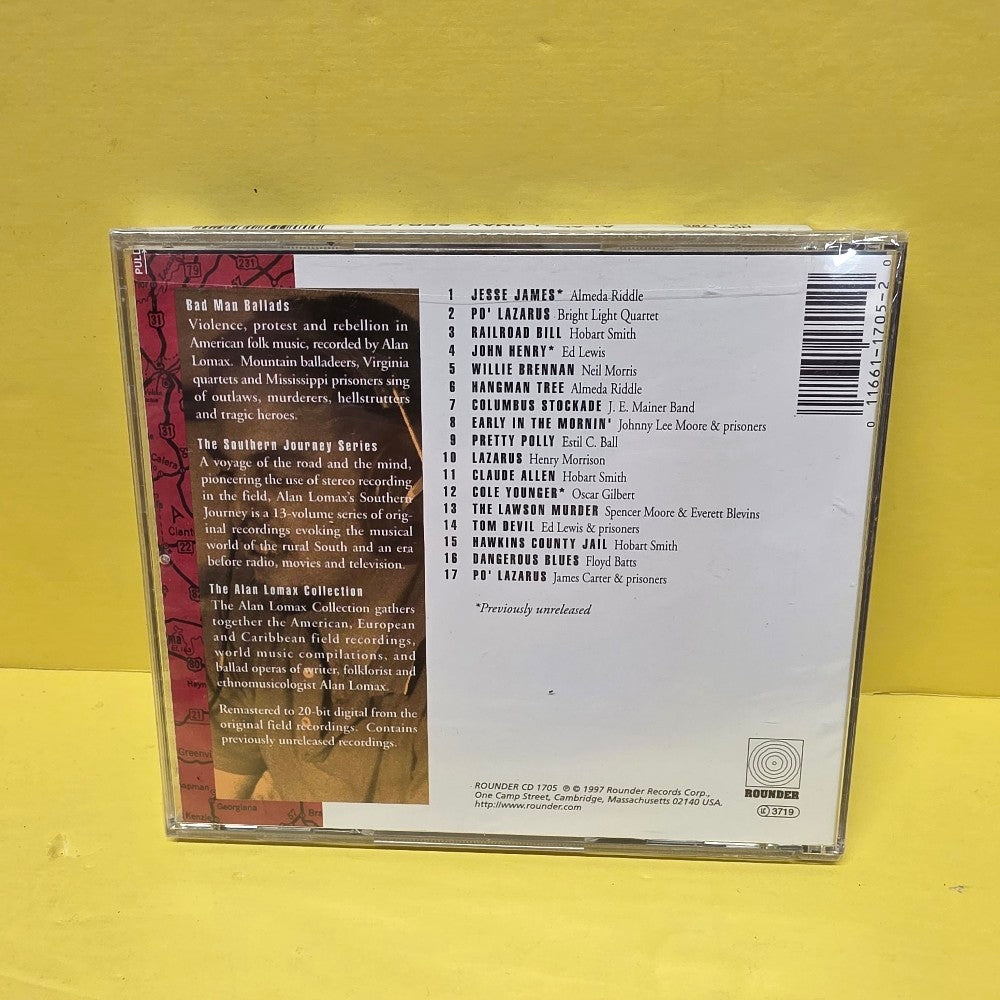 PULL
Bad Man Ballads
Violence, protest and rebellion in
American folk music, recorded by Alan
Lomax. Mountain balladeers, Virginia
quartets and Mississippi prisoners sing
of outlaws, murderers, hellstrutters
and tragic heroes.
The Southern Journey Series
A voyage of the road and the mind,
pioneering the use of stereo recording
in the field, Alan Lomax's Southern
Journey is a 13-volume series of orig-
inal recordings evoking the musical
world of the rural South and an era
before radio, movies and television.
The Alan Lomax Collection
The Alan Lomax Collection gathers
together the American, European
and Caribbean field recordings,
world music compilations, and
ballad operas of writer, folklorist and
ethnomusicologist Alan Lomax.
Remastered to 20-bit digital from the
original field recordings. Contains
previously unreleased recordings.
79
231
31
31
Calera
22
80
21
Georgiana
1 JESSE JAMES* Almeda Riddle
2 PO' LAZARUS Bright Light Quartet
3 RAILROAD BILL Hobart Smith
4 JOHN HENRY* Ed Lewis
5 WILLIE BRENNAN Neil Morris
6 HANGMAN TREE Almeda Riddle
7 COLUMBUS STOCKADE J. E. Mainer Band
8 EARLY IN THE MORNIN' Johnny Lee Moore & prisoners
9 PRETTY POLLY Estil C. Ball
10 LAZARUS Henry Morrison
11 CLAUDE ALLEN Hobart Smith
12 COLE YOUNGER* Oscar Gilbert
13 THE LAWSON MURDER Spencer Moore & Everett Blevins
14 TOM DEVIL Ed Lewis & prisoners
15 HAWKINS COUNTY JAIL Hobart Smith
16 DANGEROUS BLUES Floyd Batts
17 PO' LAZARUS James Carter & prisoners
*Previously unreleased
0 11661-1705-2 0
ROUNDER CD 1705 ℗ © 1997 Rounder Records Corp.,
One Camp Street, Cambridge, Massachusetts 02140 USA.
http://www.rounder.com
ROUNDER
LC 3719